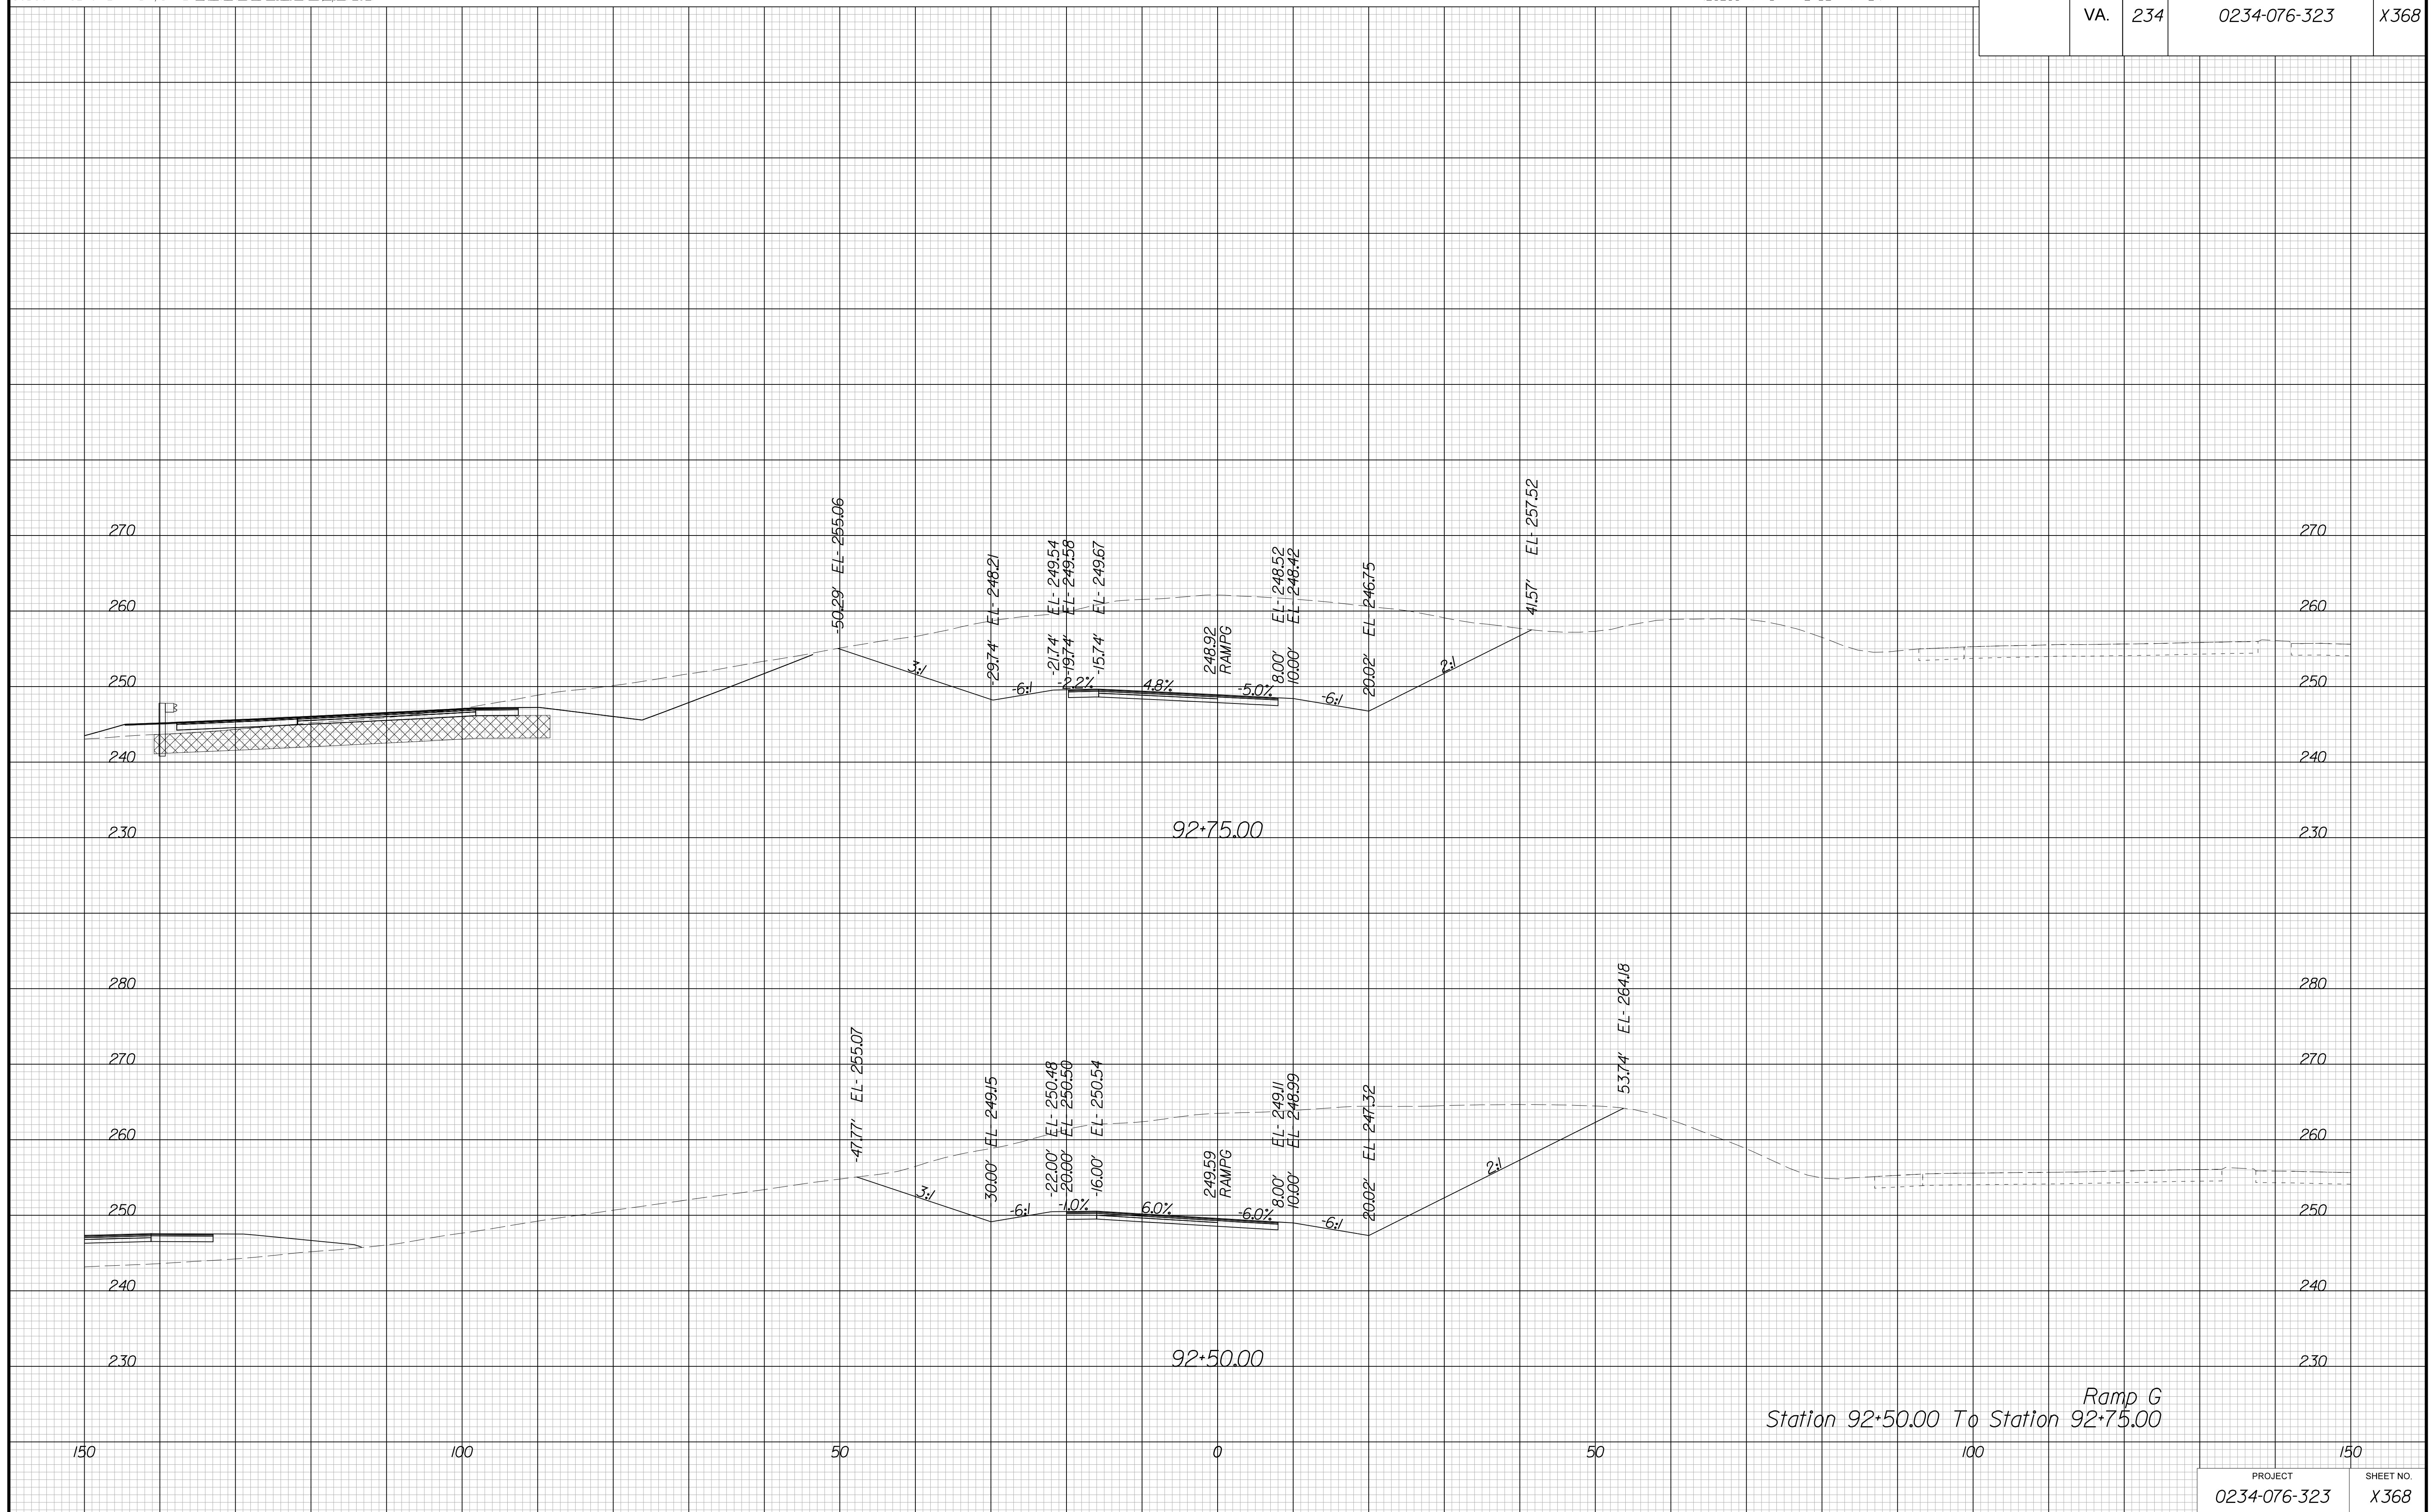 VA. 234 0234-076-323 X368
-50.29' EL- 255.06
-29.74' EL- 248.21
-21.74' EL- 249.54
-19.74' EL- 249.58
-15.74' EL- 249.67
248.92
RAMPG
8.00' EL- 248.52
10.00' EL- 248.42
20.02' EL- 246.75
41.57' EL- 257.52
270 270
260 260
250 250
240 240
230 230
3:1 -6:1 -2.2% 4.8% -5.0% -6:1 2:1
92+75.00
-47.77' EL- 255.07
30.00' EL- 249.15
-22.00' EL- 250.48
20.00' EL- 250.50
-16.00' EL- 250.54
249.59
RAMPG
8.00' EL- 249.11
10.00' EL- 248.99
20.02' EL- 247.32
53.74' EL- 264.18
280 280
270 270
260 260
250 250
240 240
230 230
3:1 -6:1 -1.0% 6.0% -6.0% -6:1 2:1
92+50.00
Ramp G
Station 92+50.00 To Station 92+75.00
150 100 50 0 50 100 150
PROJECT SHEET NO.
0234-076-323 X368